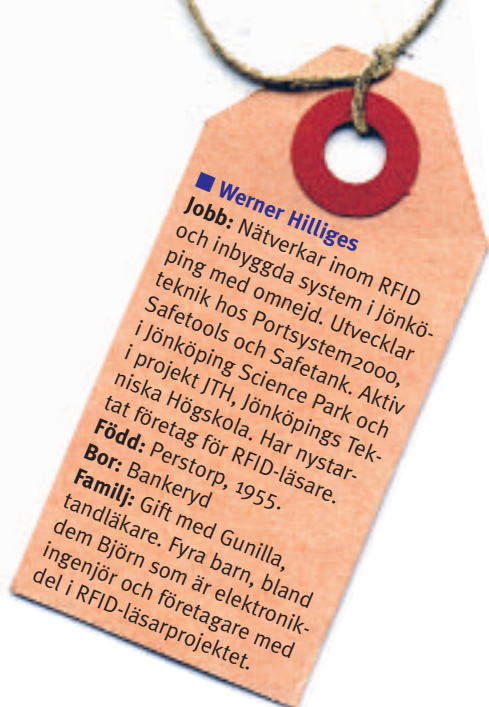 ■ Werner Hilliges
Jobb: Nätverkar inom RFID
och inbyggda system i Jönkö-
ping med omnejd. Utvecklar
teknik hos Portsystem2000,
Safetools och Safetank. Aktiv
i Jönköping Science Park och
i projekt JTH, Jönköpings Tek-
niska Högskola. Har nystar-
tat företag för RFID-läsare.
Född: Perstorp, 1955.
Bor: Bankeryd
Familj: Gift med Gunilla,
tandläkare. Fyra barn, bland
dem Björn som är elektronik-
ingenjör och företagare med
del i RFID-läsarprojektet.